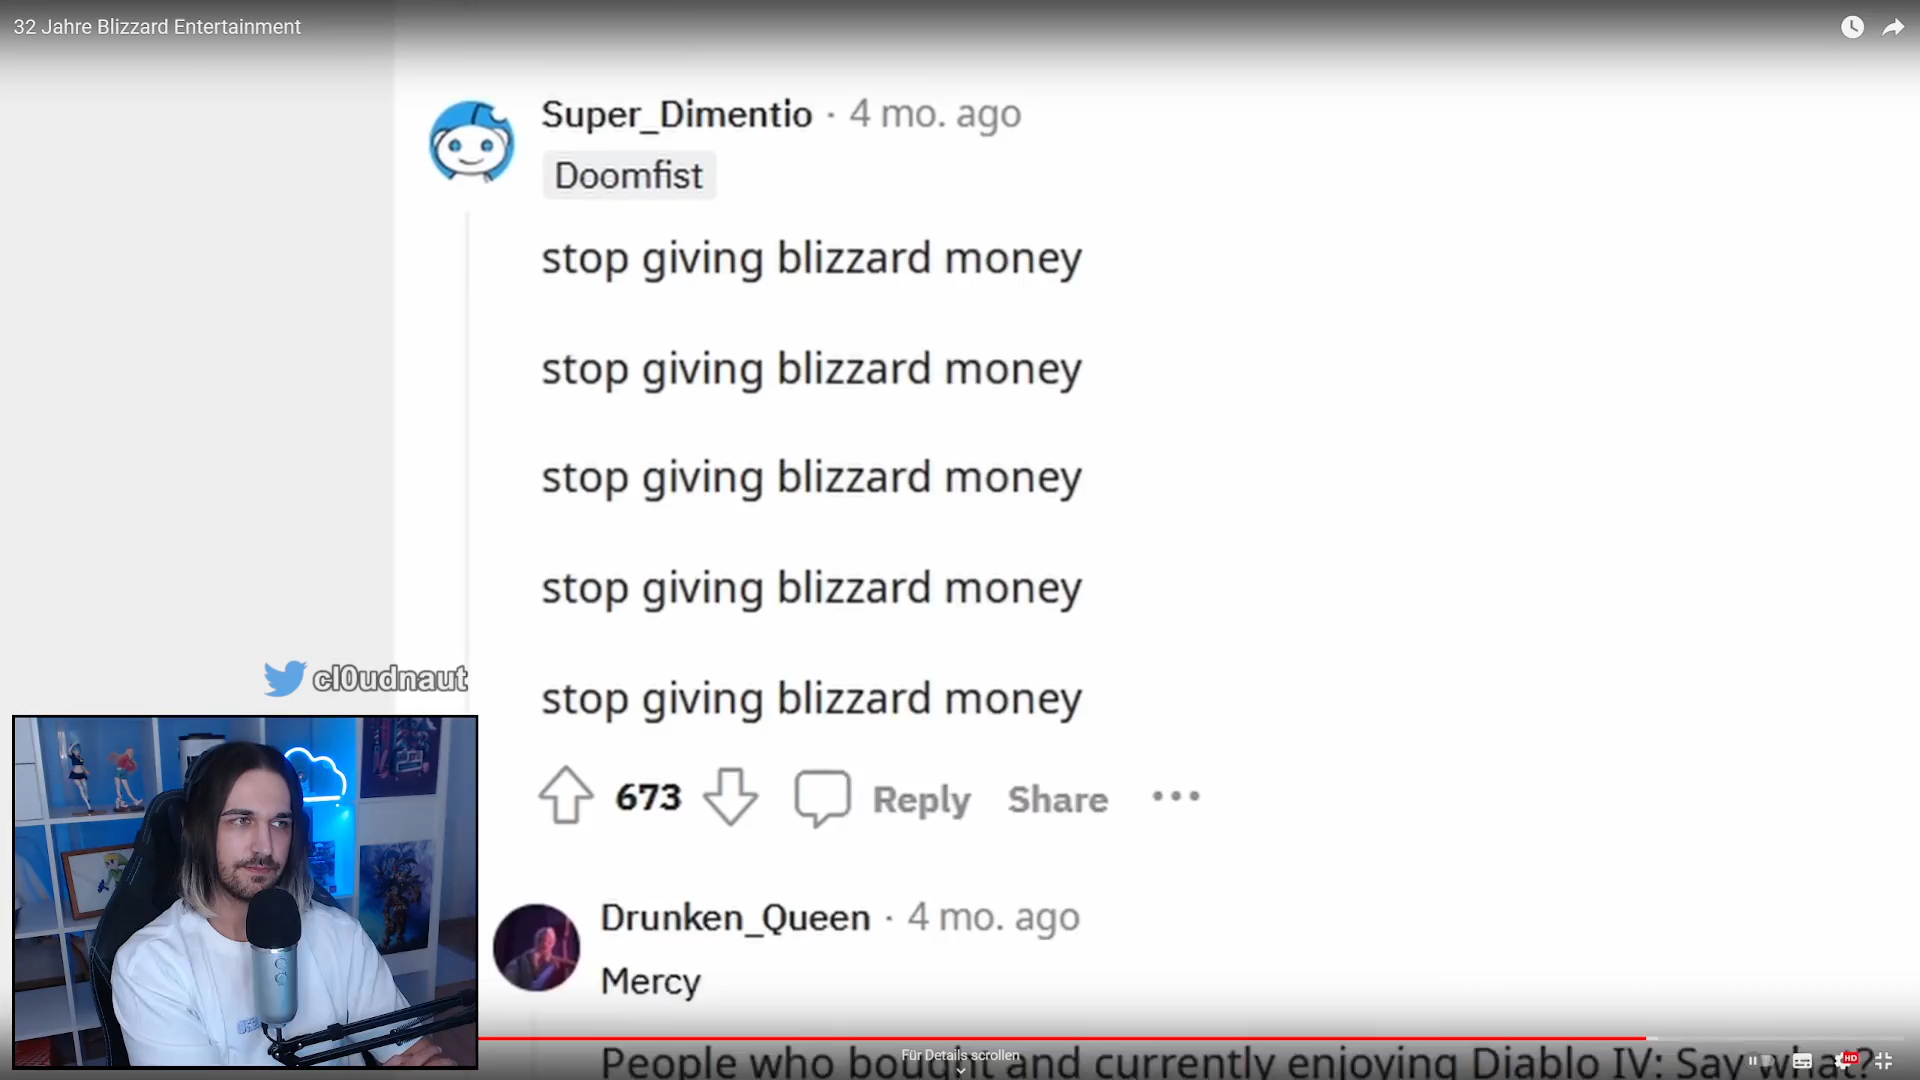 32 Jahre Blizzard Entertainment
Super_Dimentio · 4 mo. ago
Doomfist
stop giving blizzard money
stop giving blizzard money
stop giving blizzard money
stop giving blizzard money
stop giving blizzard money
cl0udnaut
673 Reply Share •••
Drunken_Queen · 4 mo. ago
Mercy
Für Details scrollen
People who bought and currently enjoying Diablo IV: Say what?
HD